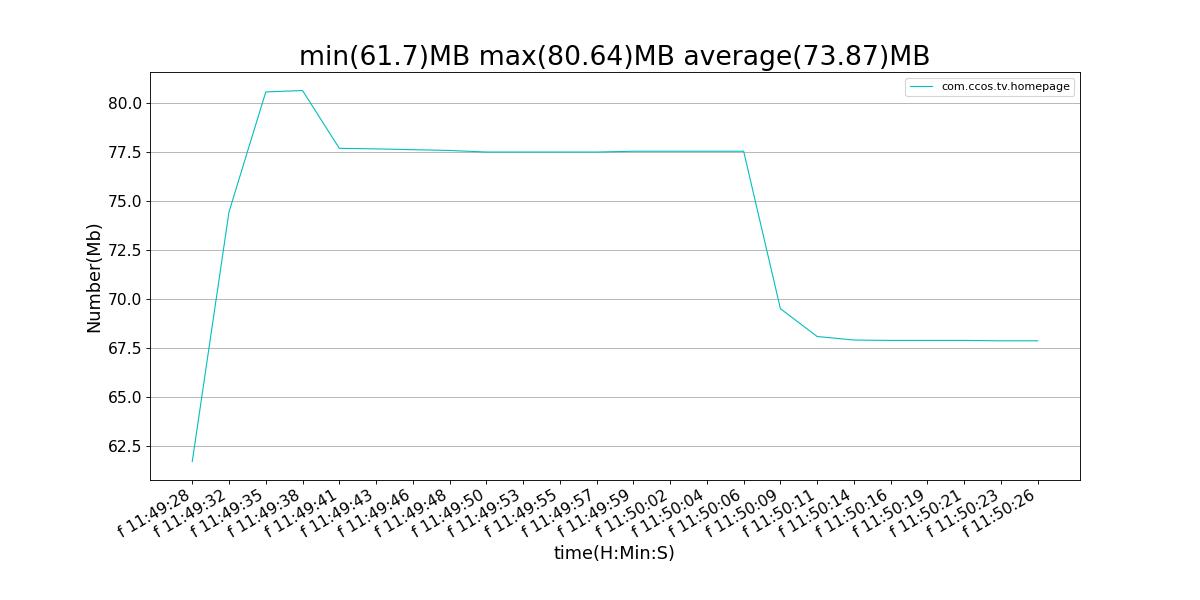 min(61.7)MB max(80.64)MB average(73.87)MB
com.ccos.tv.homepage
80.0
77.5
75.0
72.5
70.0
67.5
65.0
62.5
Number(Mb)
f 11:49:28
f 11:49:32
f 11:49:35
f 11:49:38
f 11:49:41
f 11:49:43
f 11:49:46
f 11:49:48
f 11:49:50
f 11:49:53
f 11:49:55
f 11:49:57
f 11:49:59
f 11:50:02
f 11:50:04
f 11:50:06
f 11:50:09
f 11:50:11
f 11:50:14
f 11:50:16
f 11:50:19
f 11:50:21
f 11:50:23
f 11:50:26
time(H:Min:S)